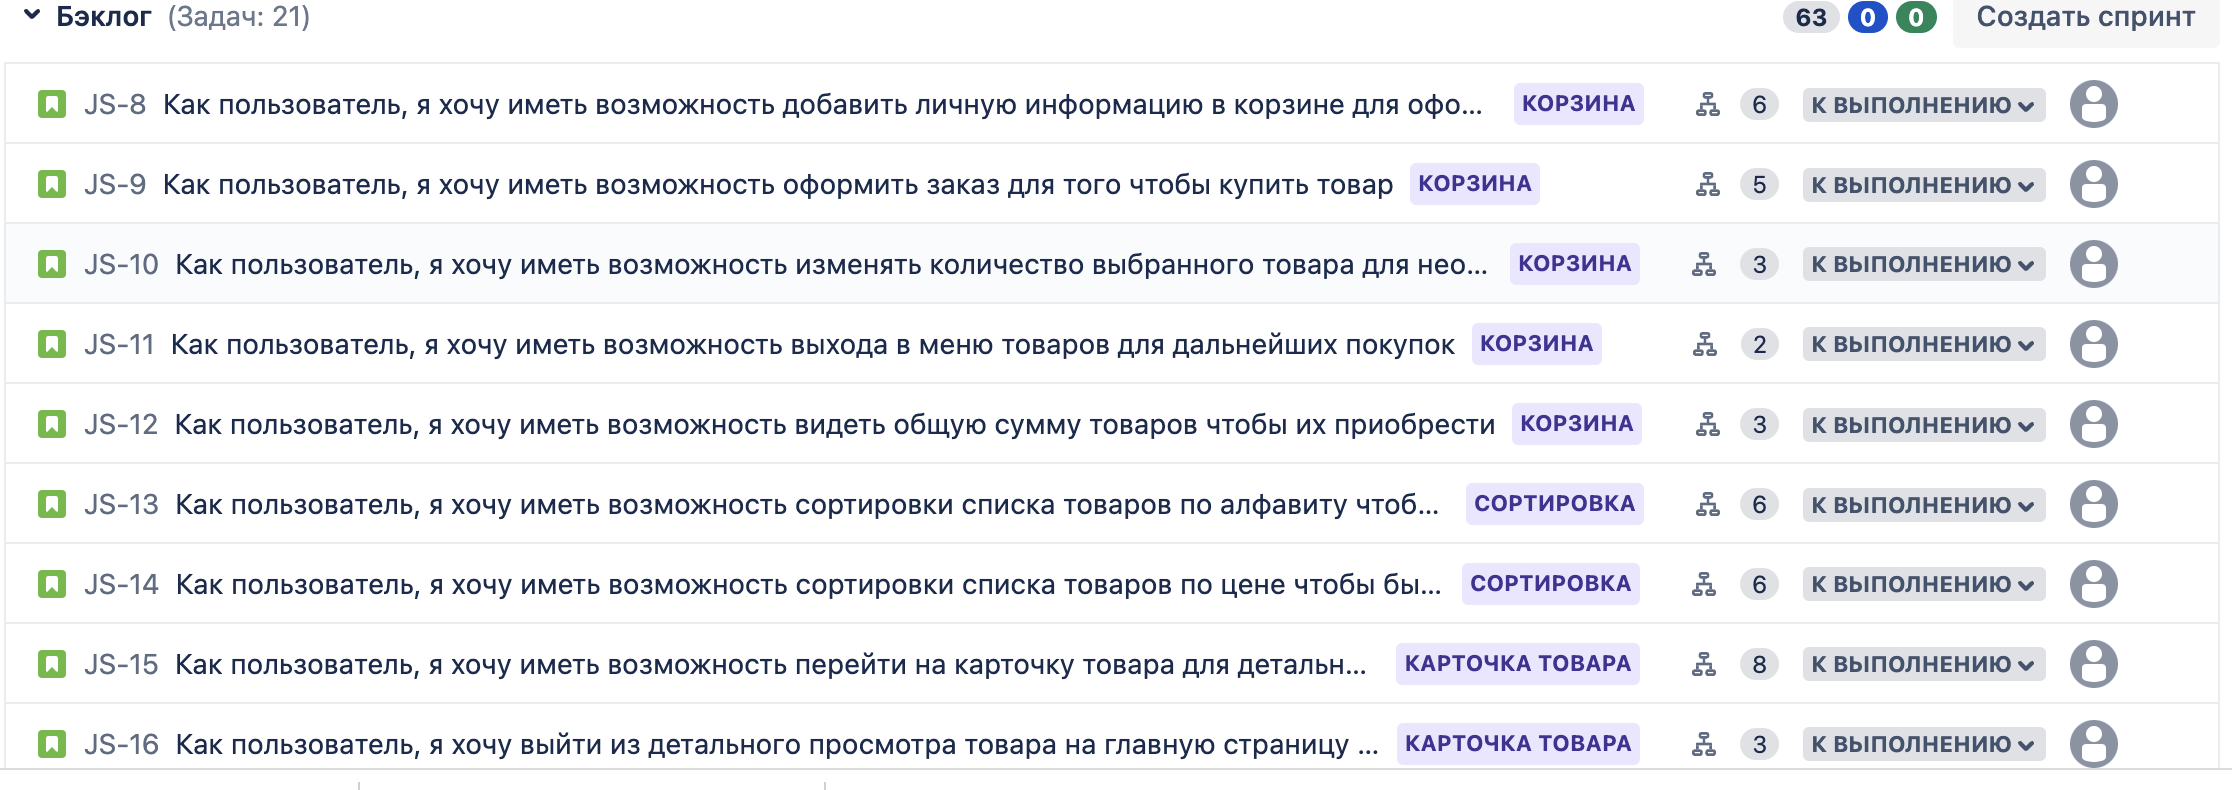 Бэклог (Задач: 21) 63 0 0 Создать спринт
JS-8 Как пользователь, я хочу иметь возможность добавить личную информацию в корзине для офо... КОРЗИНА 6 К ВЫПОЛНЕНИЮ
JS-9 Как пользователь, я хочу иметь возможность оформить заказ для того чтобы купить товар КОРЗИНА 5 К ВЫПОЛНЕНИЮ
JS-10 Как пользователь, я хочу иметь возможность изменять количество выбранного товара для нео... КОРЗИНА 3 К ВЫПОЛНЕНИЮ
JS-11 Как пользователь, я хочу иметь возможность выхода в меню товаров для дальнейших покупок КОРЗИНА 2 К ВЫПОЛНЕНИЮ
JS-12 Как пользователь, я хочу иметь возможность видеть общую сумму товаров чтобы их приобрести КОРЗИНА 3 К ВЫПОЛНЕНИЮ
JS-13 Как пользователь, я хочу иметь возможность сортировки списка товаров по алфавиту чтоб... СОРТИРОВКА 6 К ВЫПОЛНЕНИЮ
JS-14 Как пользователь, я хочу иметь возможность сортировки списка товаров по цене чтобы бы... СОРТИРОВКА 6 К ВЫПОЛНЕНИЮ
JS-15 Как пользователь, я хочу иметь возможность перейти на карточку товара для детальн... КАРТОЧКА ТОВАРА 8 К ВЫПОЛНЕНИЮ
JS-16 Как пользователь, я хочу выйти из детального просмотра товара на главную страницу ... КАРТОЧКА ТОВАРА 3 К ВЫПОЛНЕНИЮ